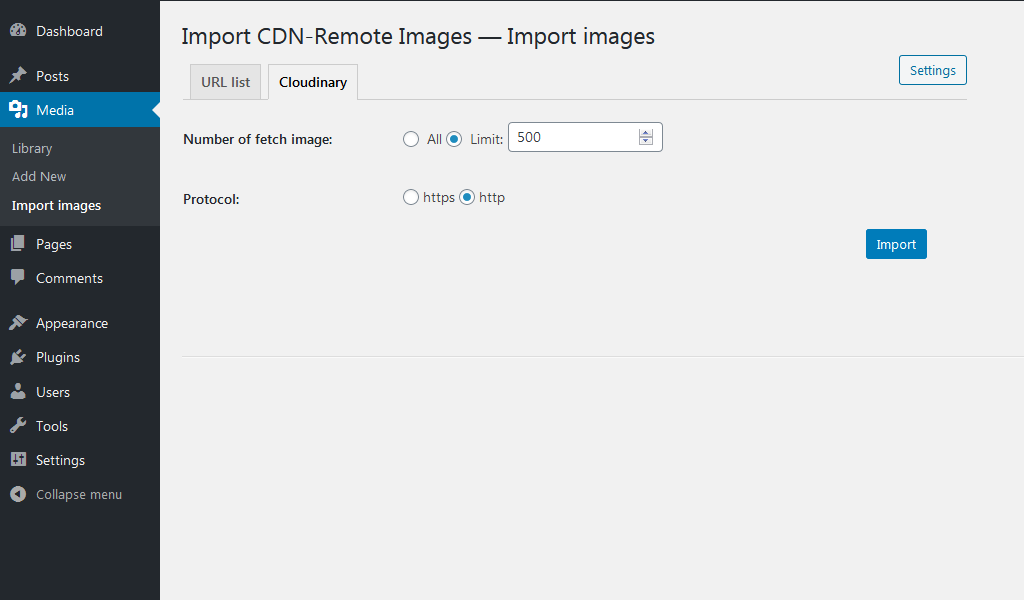 Dashboard
Posts
Media
Library
Add New
Import images
Pages
Comments
Appearance
Plugins
Users
Tools
Settings
Collapse menu
Import CDN-Remote Images — Import images
URL list Cloudinary Settings
Number of fetch image: All Limit: 500
Protocol: https http
Import